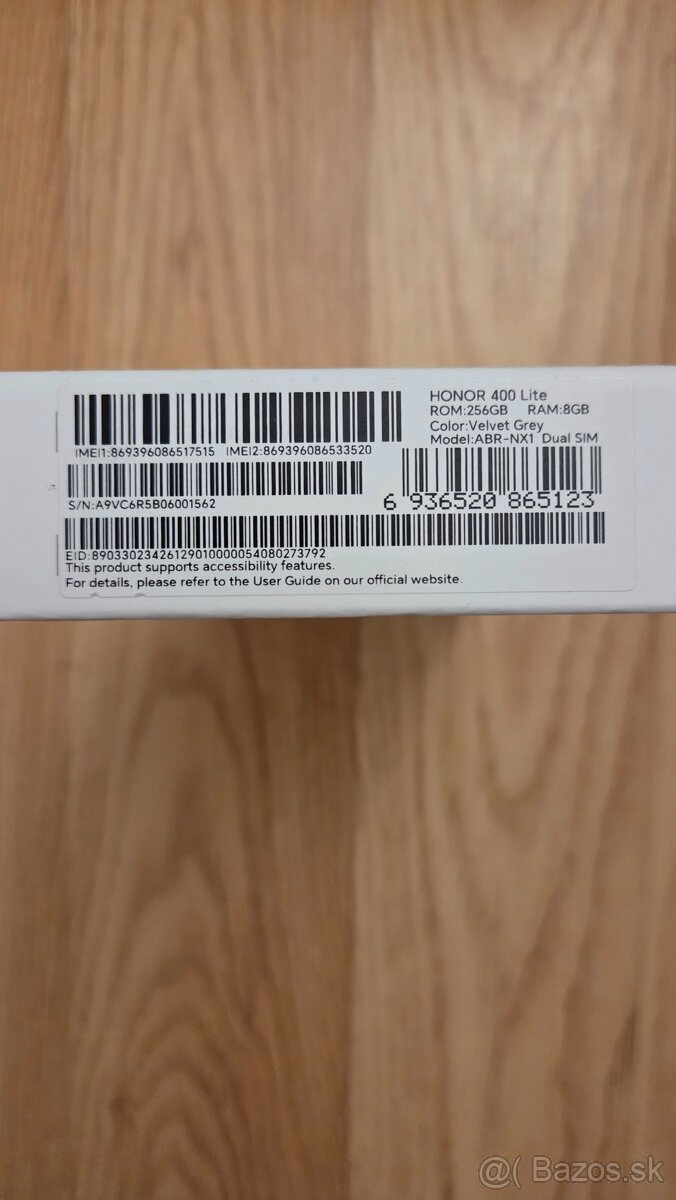 HONOR 400 Lite
ROM:256GB RAM:8GB
Color:Velvet Grey
Model:ABR-NX1 Dual SIM
IMEI1:869396086517515 IMEI2:869396086533520
S/N:A9VC6R5B06001562
6 936520 865123
EID:89033023426129010000054080273792
This product supports accessibility features.
For details, please refer to the User Guide on our official website.
@( Bazos.sk